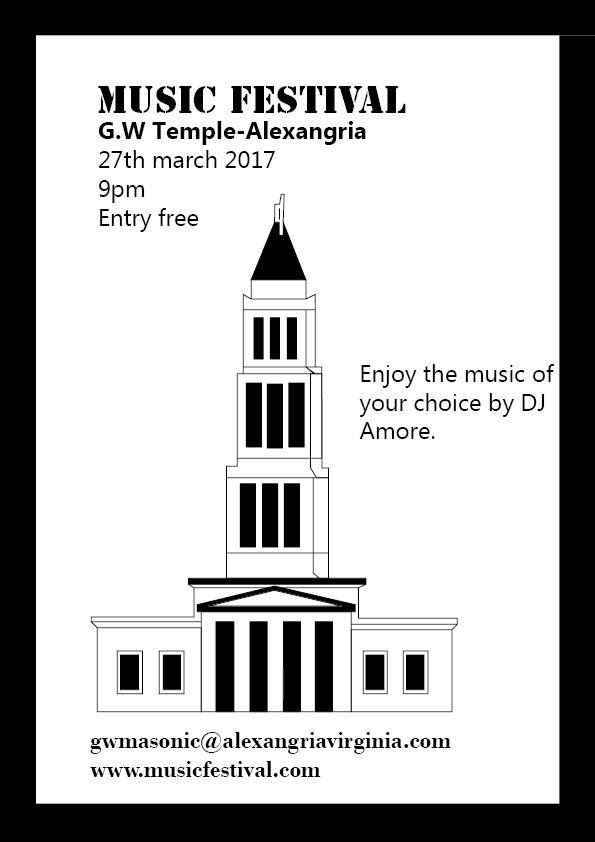 MUSIC FESTIVAL
G.W Temple-Alexangria
27th march 2017
9pm
Entry free
Enjoy the music of
your choice by DJ
Amore.
gwmasonic@alexangriavirginia.com
www.musicfestival.com